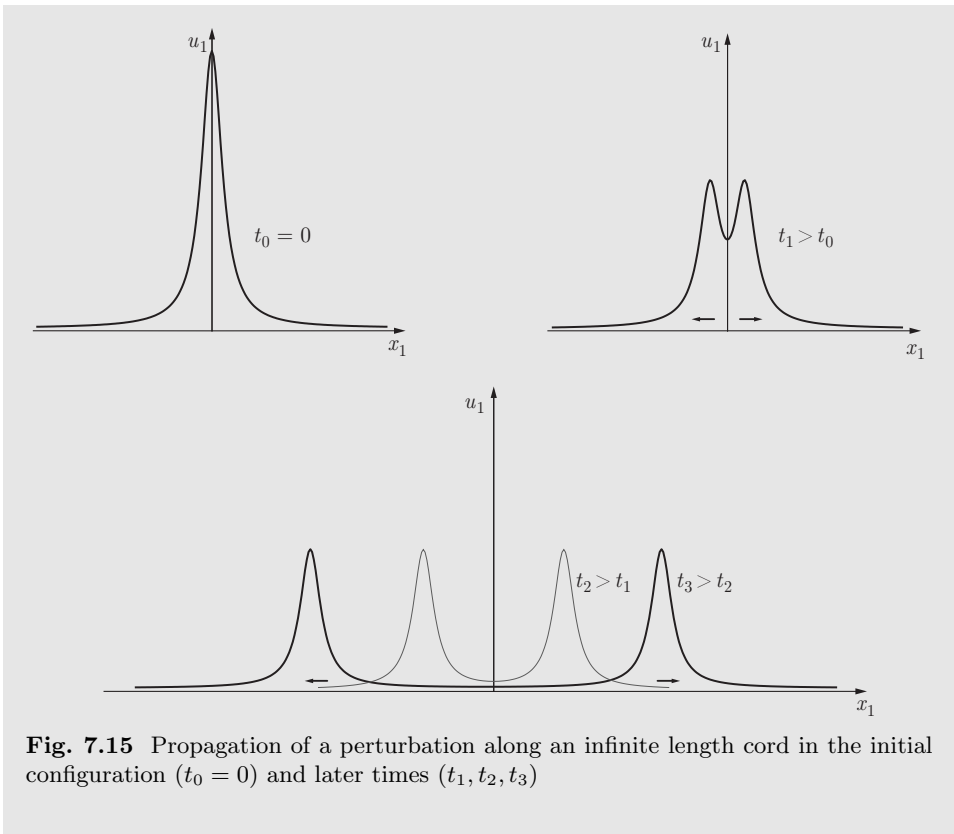 u₁
t₀ = 0
x₁
u₁
t₁ > t₀
x₁
u₁
t₂ > t₁
t₃ > t₂
x₁
Fig. 7.15 Propagation of a perturbation along an infinite length cord in the initial
configuration (t₀ = 0) and later times (t₁, t₂, t₃)